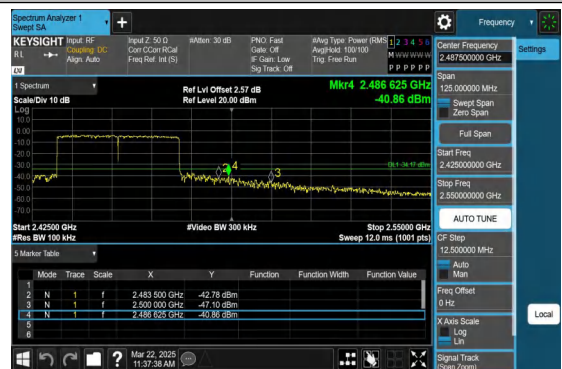 Spectrum Analyzer 1
Swept SA
+
Frequency
KEYSIGHT
RL
LXI
Input: RF
Coupling: DC
Align: Auto
Input Z: 50 Ω
Corr CCorr RCal
Freq Ref: Int (S)
#Atten: 30 dB
PNO: Fast
Gate: Off
IF Gain: Low
Sig Track: Off
#Avg Type: Power (RMS
Avg|Hold: 100/100
Trig: Free Run
1 2 3 4 5 6
M W W W W W
P P P P P P
Center Frequency
2.487500000 GHz
Settings
Span
125.000000 MHz
Swept Span
Zero Span
Full Span
Start Freq
2.425000000 GHz
Stop Freq
2.550000000 GHz
AUTO TUNE
CF Step
12.500000 MHz
Auto
Man
Freq Offset
0 Hz
X Axis Scale
Log
Lin
Signal Track
(Span Zoom)
Local
1 Spectrum
Scale/Div 10 dB
Log
Ref Lvl Offset 2.57 dB
Ref Level 20.00 dBm
Mkr4 2.486 625 GHz
-40.86 dBm
10.0
0.00
-10.0
-20.0
-30.0
-40.0
-50.0
-60.0
-70.0
2 4
3
DL1 -34.17 dBm
Start 2.42500 GHz
#Res BW 100 kHz
#Video BW 300 kHz
Stop 2.55000 GHz
Sweep 12.0 ms (1001 pts)
5 Marker Table
Mode Trace Scale X Y Function Function Width Function Value
1
2 N 1 f 2.483 500 GHz -42.78 dBm
3 N 1 f 2.500 000 GHz -47.10 dBm
4 N 1 f 2.486 625 GHz -40.86 dBm
5
6
?
Mar 22, 2025
11:37:38 AM